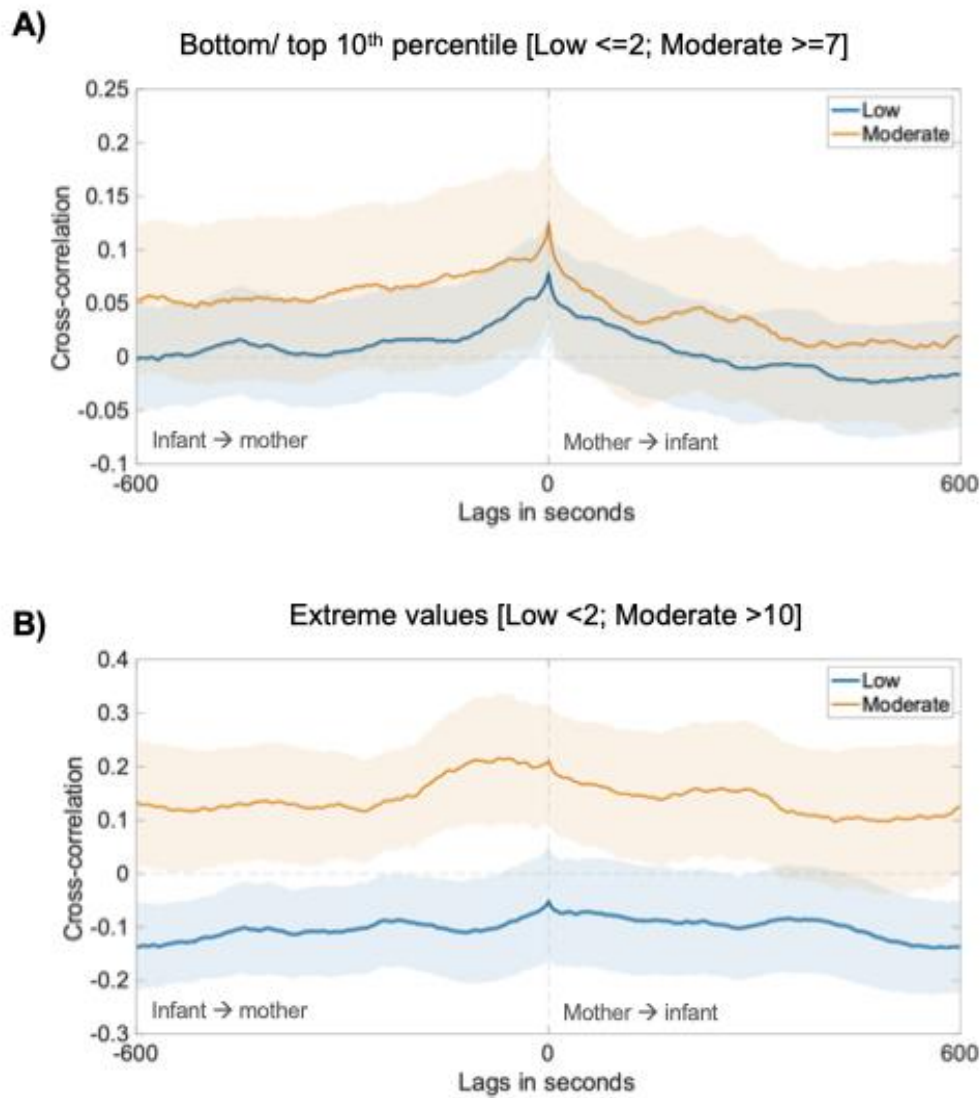 A)
Bottom/ top 10th percentile [Low <=2; Moderate >=7]
0.25
0.2
0.15
0.1
0.05
0
-0.05
-0.1
Cross-correlation
Low
Moderate
Infant → mother
Mother → infant
-600
0
600
Lags in seconds
B)
Extreme values [Low <2; Moderate >10]
0.4
0.3
0.2
0.1
0
-0.1
-0.2
-0.3
Cross-correlation
Low
Moderate
Infant → mother
Mother → infant
-600
0
600
Lags in seconds